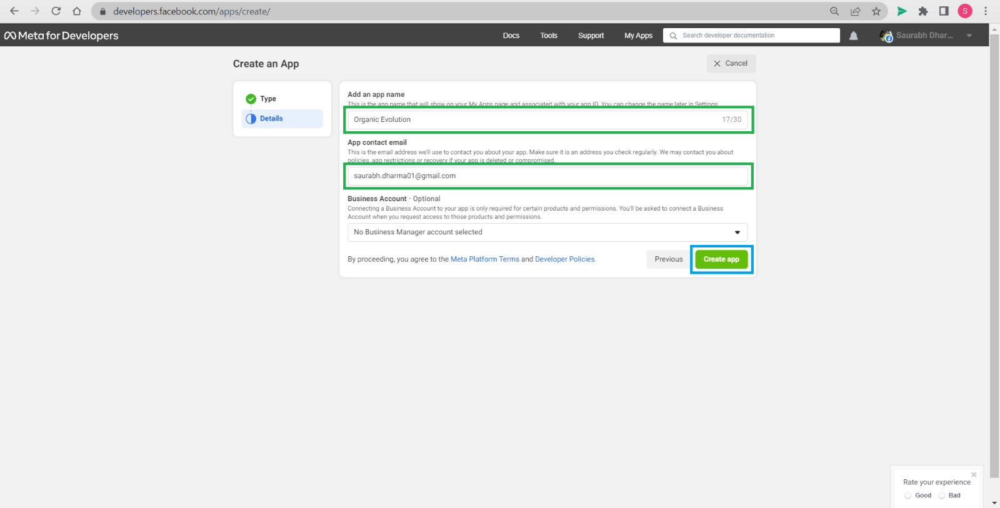 developers.facebook.com/apps/create/
S
Meta for Developers
Docs
Tools
Support
My Apps
Search developer documentation
Saurabh Dhar...
Create an App
Cancel
Type
Details
Add an app name
This is the app name that will show on your My Apps page and associated with your app ID. You can change the name later in Settings.
Organic Evolution
17/30
App contact email
This is the email address we'll use to contact you about your app. Make sure it is an address you check regularly. We may contact you about
policies, app restrictions or recovery if your app is deleted or compromised.
saurabh.dharma01@gmail.com
Business Account · Optional
Connecting a Business Account to your app is only required for certain products and permissions. You'll be asked to connect a Business
Account when you request access to those products and permissions.
No Business Manager account selected
By proceeding, you agree to the Meta Platform Terms and Developer Policies.
Previous
Create app
Rate your experience
Good
Bad